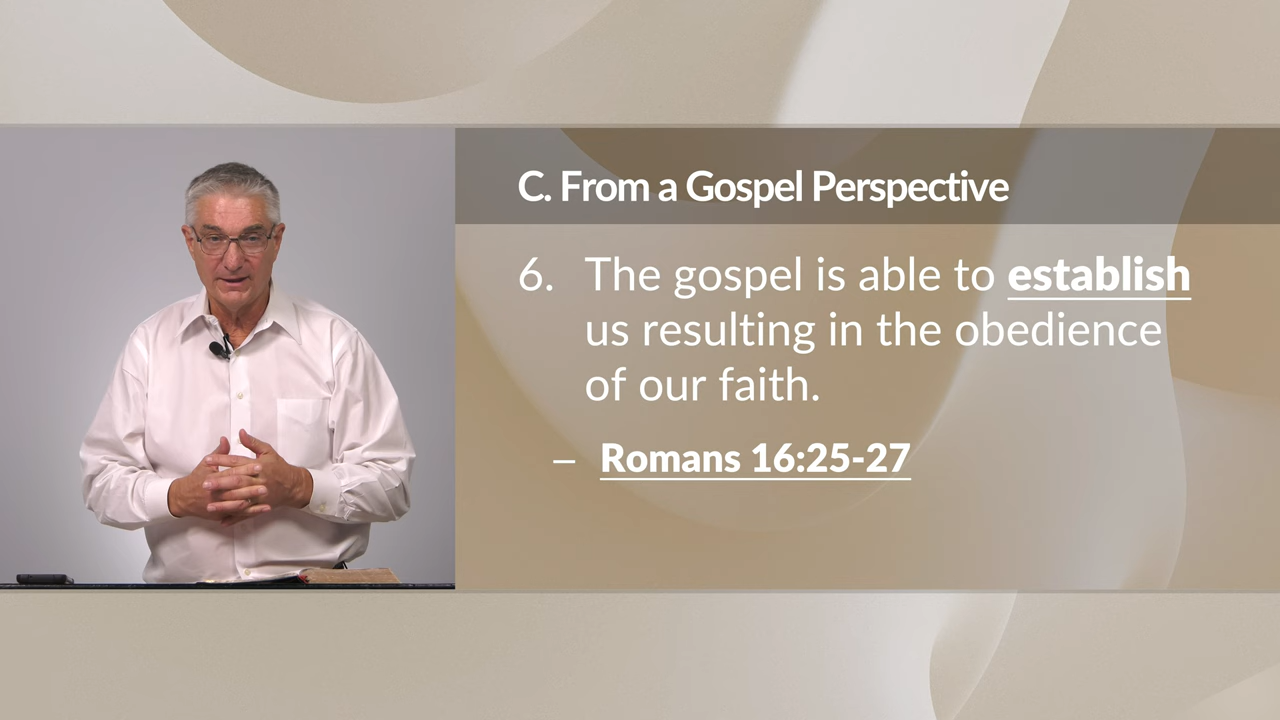 C. From a Gospel Perspective
6. The gospel is able to establish
us resulting in the obedience
of our faith.
– Romans 16:25-27